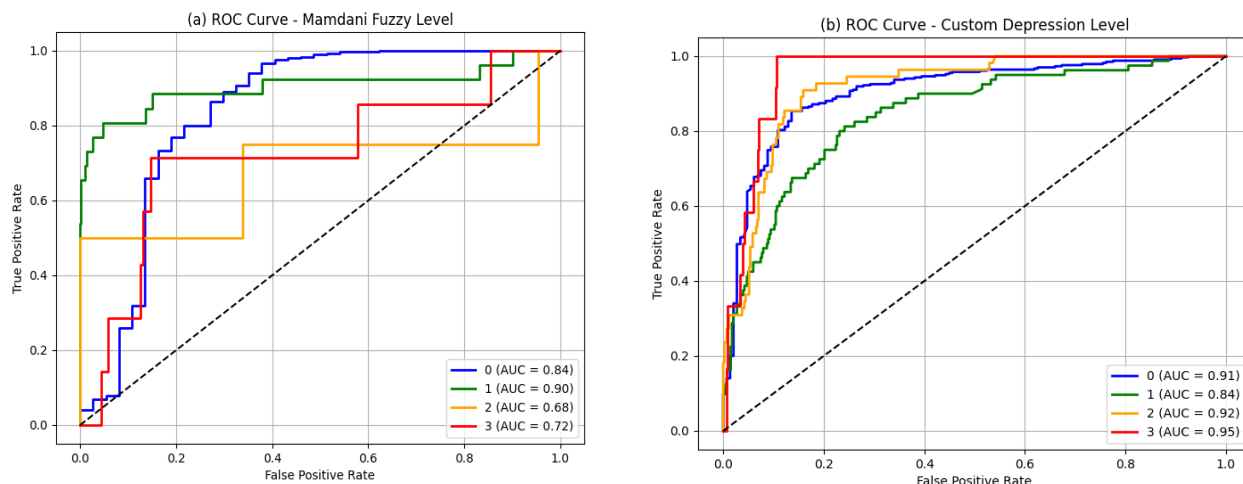 (a) ROC Curve - Mamdani Fuzzy Level
True Positive Rate
1.0
0.8
0.6
0.4
0.2
0.0
0 (AUC = 0.84)
1 (AUC = 0.90)
2 (AUC = 0.68)
3 (AUC = 0.72)
0.0 0.2 0.4 0.6 0.8 1.0
False Positive Rate
(b) ROC Curve - Custom Depression Level
True Positive Rate
1.0
0.8
0.6
0.4
0.2
0.0
0 (AUC = 0.91)
1 (AUC = 0.84)
2 (AUC = 0.92)
3 (AUC = 0.95)
0.0 0.2 0.4 0.6 0.8 1.0
False Positive Rate